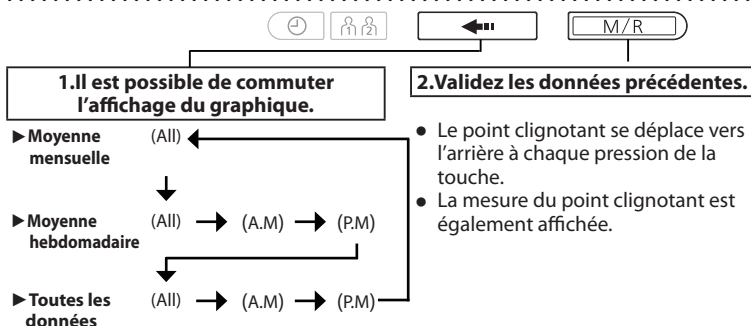 1 2
M/R
1.Il est possible de commuter
l'affichage du graphique.
▶Moyenne (All)
mensuelle
▶Moyenne (All) (A.M) (P.M)
hebdomadaire
▶Toutes les (All) (A.M) (P.M)
données
2.Validez les données précédentes.
● Le point clignotant se déplace vers
l'arrière à chaque pression de la
touche.
● La mesure du point clignotant est
également affichée.